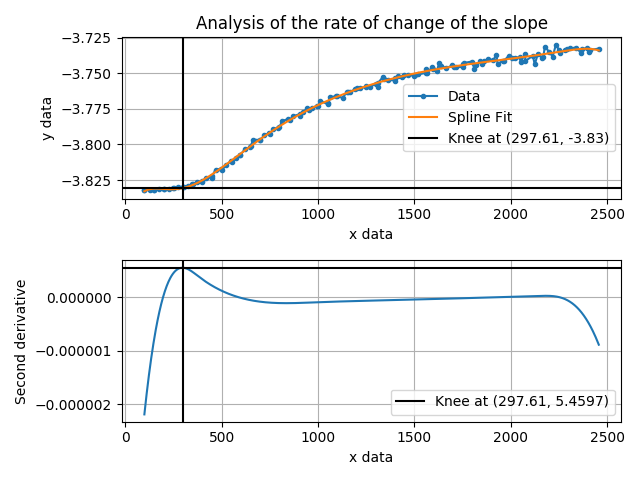 Analysis of the rate of change of the slope
−3.725
−3.750
−3.775
−3.800
−3.825
y data
Data
Spline Fit
Knee at (297.61, -3.83)
0
500
1000
1500
2000
2500
x data
0.000000
−0.000001
−0.000002
Second derivative
Knee at (297.61, 5.4597)
0
500
1000
1500
2000
2500
x data